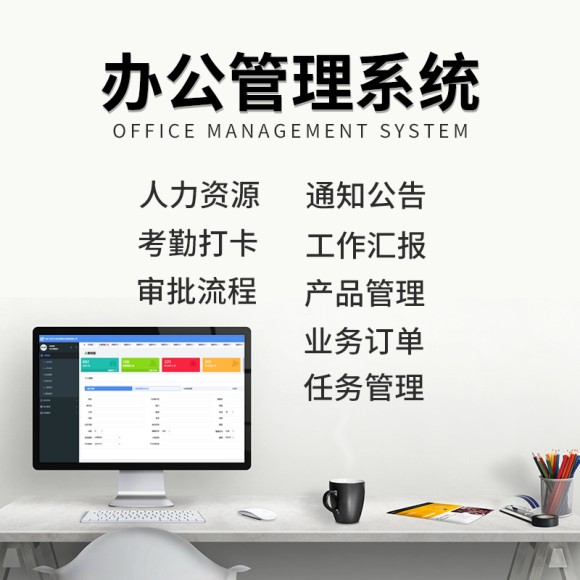 办公管理系统
OFFICE MANAGEMENT SYSTEM
人力资源
考勤打卡
审批流程
通知公告
工作汇报
产品管理
业务订单
任务管理